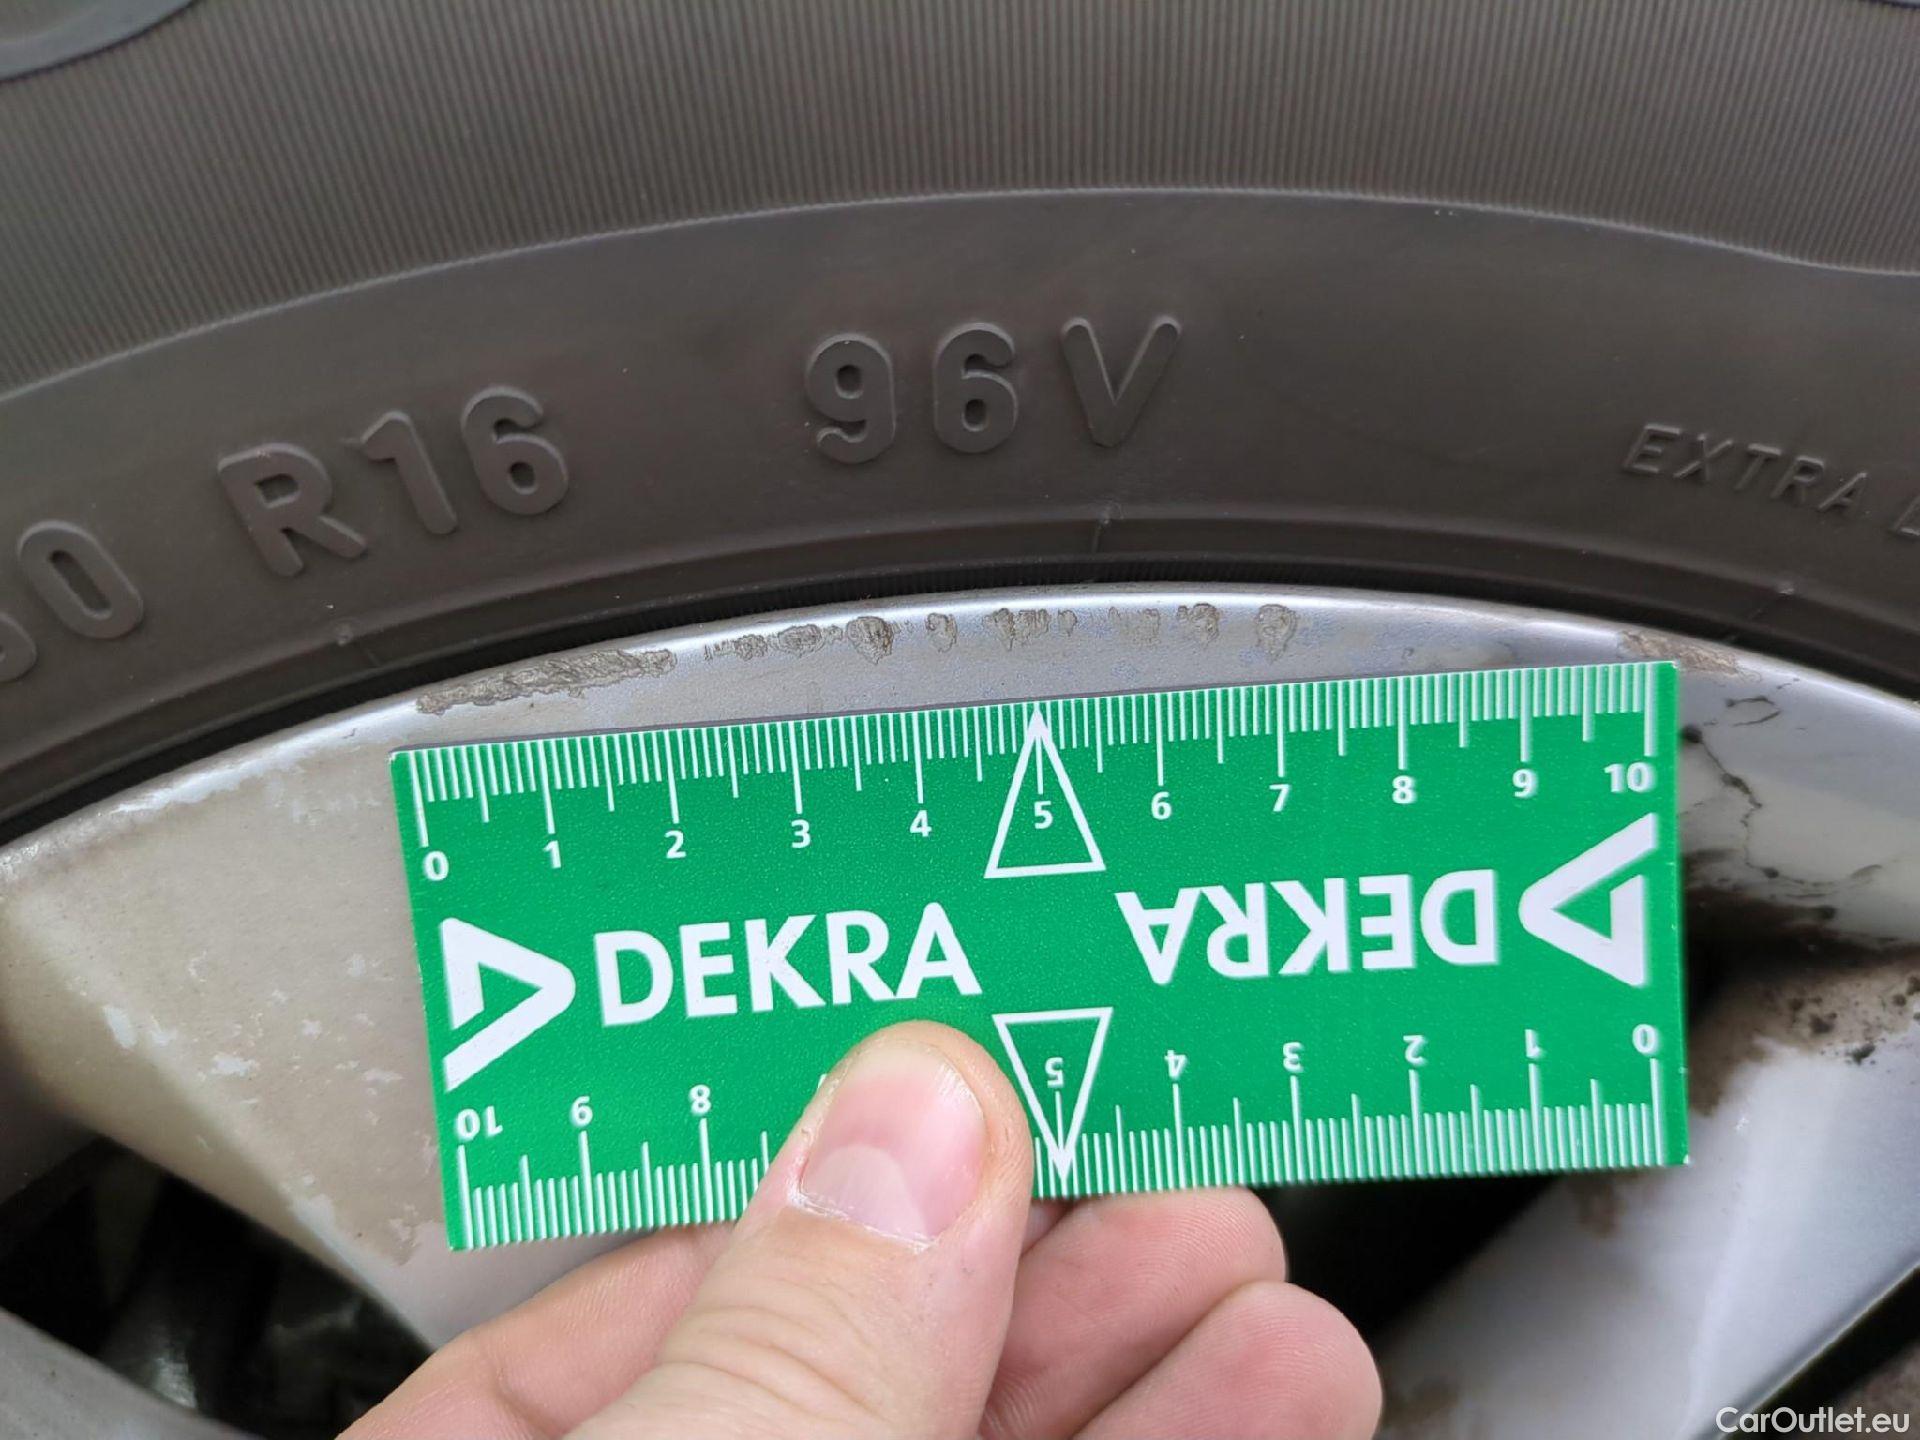 60 R16 96V
EXTRA L
0 1 2 3 4 5 6 7 8 9 10
DEKRA DEKRA
10 9 8 5 4 3 2 1 0
CarOutlet.eu